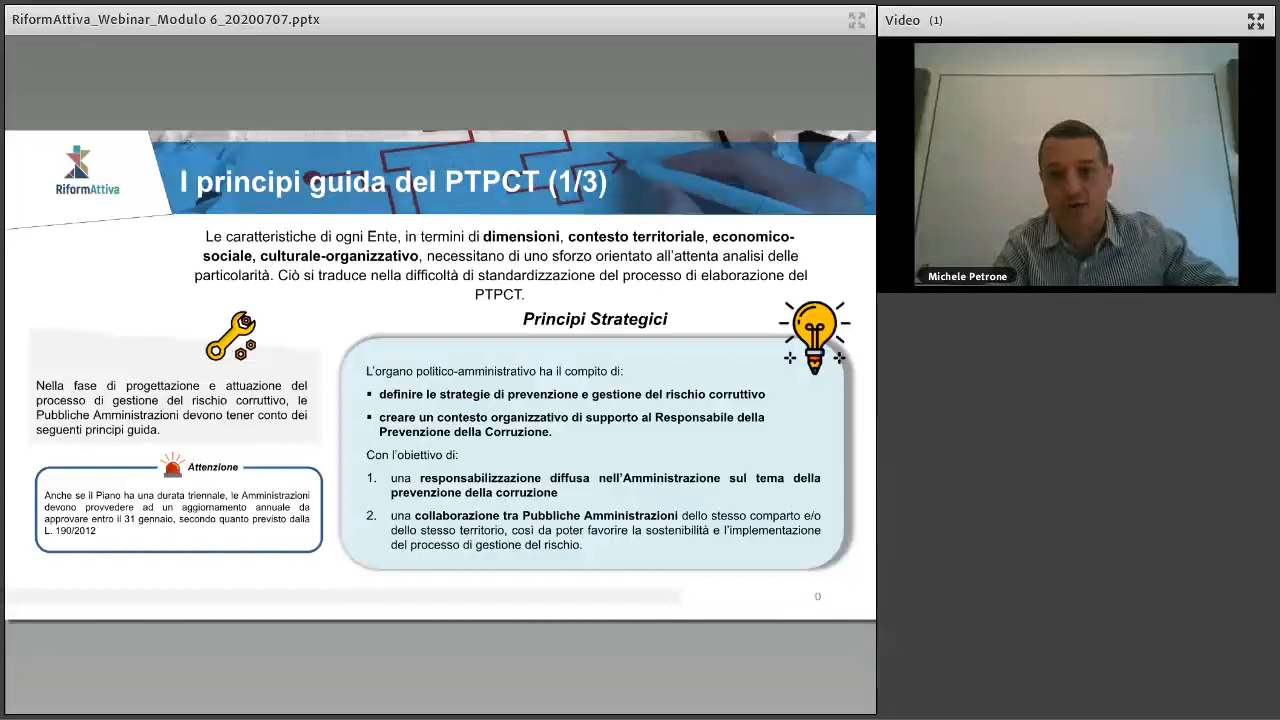 RiformAttiva_Webinar_Modulo 6_20200707.pptx
Video (1)
RiformAttiva
I principi guida del PTPCT (1/3)
Le caratteristiche di ogni Ente, in termini di dimensioni, contesto territoriale, economico-
sociale, culturale-organizzativo, necessitano di uno sforzo orientato all'attenta analisi delle
particolarità. Ciò si traduce nella difficoltà di standardizzazione del processo di elaborazione del
PTPCT.
Principi Strategici
Nella fase di progettazione e attuazione del
processo di gestione del rischio corruttivo, le
Pubbliche Amministrazioni devono tener conto dei
seguenti principi guida.
Attenzione
Anche se il Piano ha una durata triennale, le Amministrazioni
devono provvedere ad un aggiornamento annuale da
approvare entro il 31 gennaio, secondo quanto previsto dalla
L. 190/2012
L'organo politico-amministrativo ha il compito di:
▪ definire le strategie di prevenzione e gestione del rischio corruttivo
▪ creare un contesto organizzativo di supporto al Responsabile della
Prevenzione della Corruzione.
Con l'obiettivo di:
1. una responsabilizzazione diffusa nell'Amministrazione sul tema della
prevenzione della corruzione
2. una collaborazione tra Pubbliche Amministrazioni dello stesso comparto e/o
dello stesso territorio, così da poter favorire la sostenibilità e l'implementazione
del processo di gestione del rischio.
0
Michele Petrone